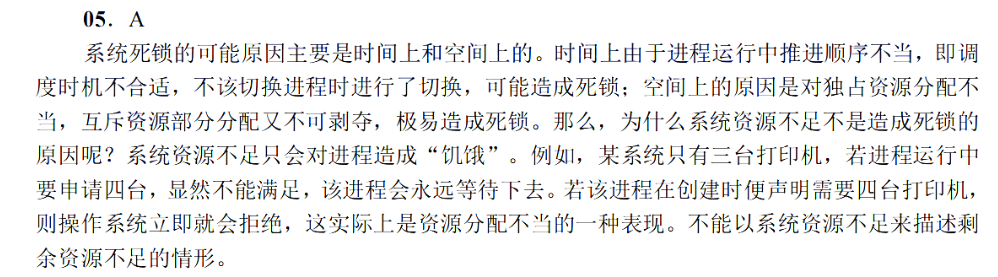 05．A
系统死锁的可能原因主要是时间上和空间上的。时间上由于进程运行中推进顺序不当，即调
度时机不合适，不该切换进程时进行了切换，可能造成死锁；空间上的原因是对独占资源分配不
当，互斥资源部分分配又不可剥夺，极易造成死锁。那么，为什么系统资源不足不是造成死锁的
原因呢？系统资源不足只会对进程造成“饥饿”。例如，某系统只有三台打印机，若进程运行中
要申请四台，显然不能满足，该进程会永远等待下去。若该进程在创建时便声明需要四台打印机，
则操作系统立即就会拒绝，这实际上是资源分配不当的一种表现。不能以系统资源不足来描述剩
余资源不足的情形。